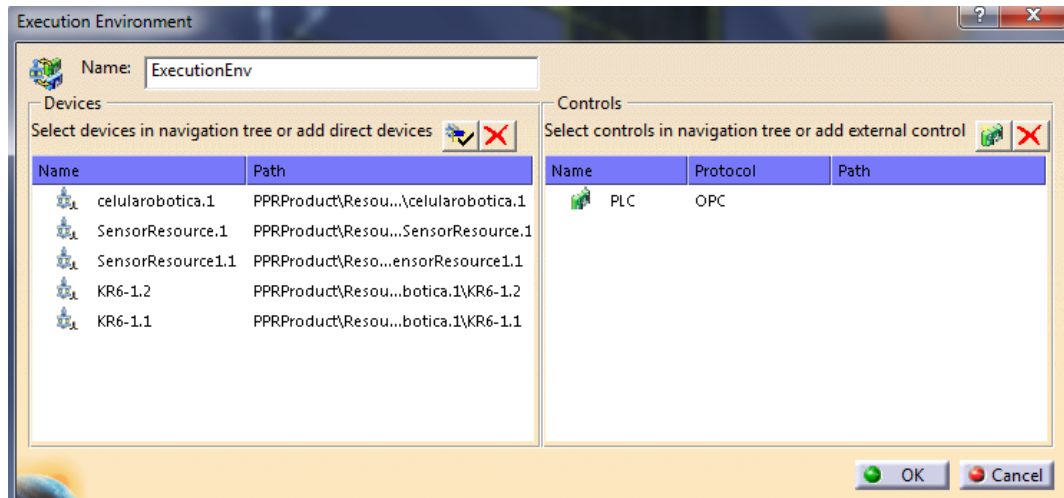 Execution Environment
?
X
Name: ExecutionEnv
Devices
Select devices in navigation tree or add direct devices
Name Path
celularobotica.1 PPRProduct\Resou...\celularobotica.1
SensorResource.1 PPRProduct\Resou...SensorResource.1
SensorResource1.1 PPRProduct\Reso...ensorResource1.1
KR6-1.2 PPRProduct\Resou...botica.1\KR6-1.2
KR6-1.1 PPRProduct\Resou...botica.1\KR6-1.1
Controls
Select controls in navigation tree or add external control
Name Protocol Path
PLC OPC
OK Cancel